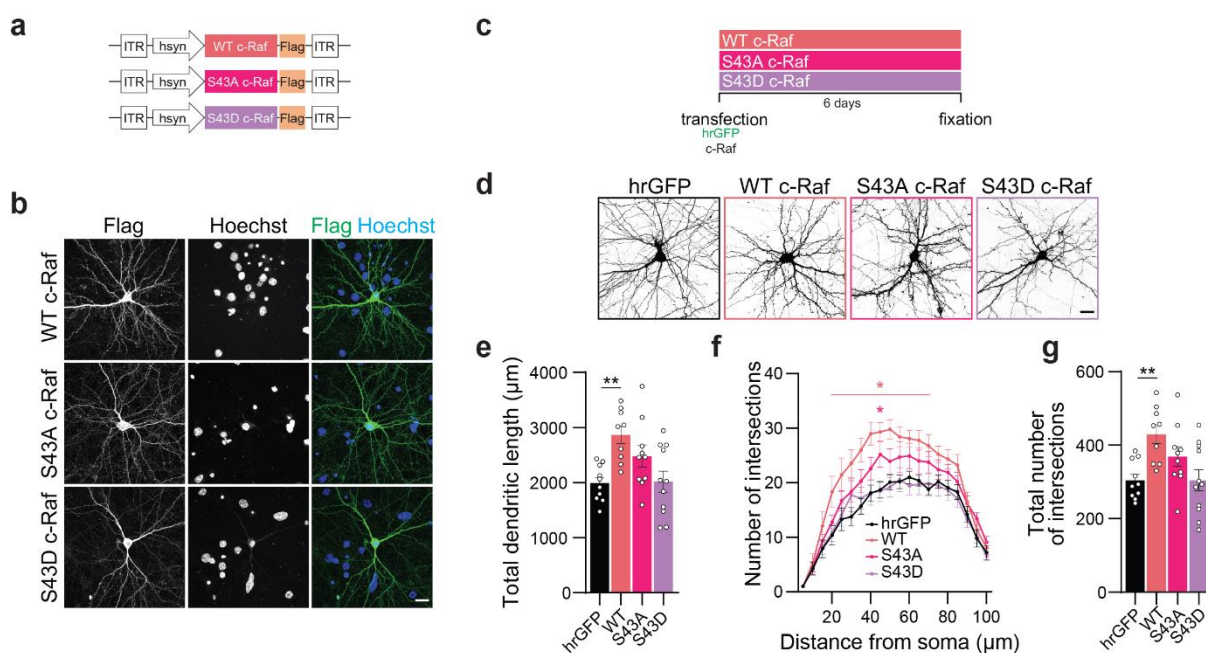 a
ITR hsyn WT c-Raf Flag ITR
ITR hsyn S43A c-Raf Flag ITR
ITR hsyn S43D c-Raf Flag ITR
b
Flag Hoechst Flag Hoechst
WT c-Raf
S43A c-Raf
S43D c-Raf
c
WT c-Raf
S43A c-Raf
S43D c-Raf
6 days
transfection fixation
hrGFP
c-Raf
d
hrGFP WT c-Raf S43A c-Raf S43D c-Raf
e
Total dendritic length (µm)
4000
3000
2000
1000
0
**
hrGFP WT S43A S43D
f
Number of intersections
40
30
20
10
0
*
*
hrGFP
WT
S43A
S43D
20 40 60 80 100
Distance from soma (µm)
g
Total number
of intersections
600
400
200
0
**
hrGFP WT S43A S43D